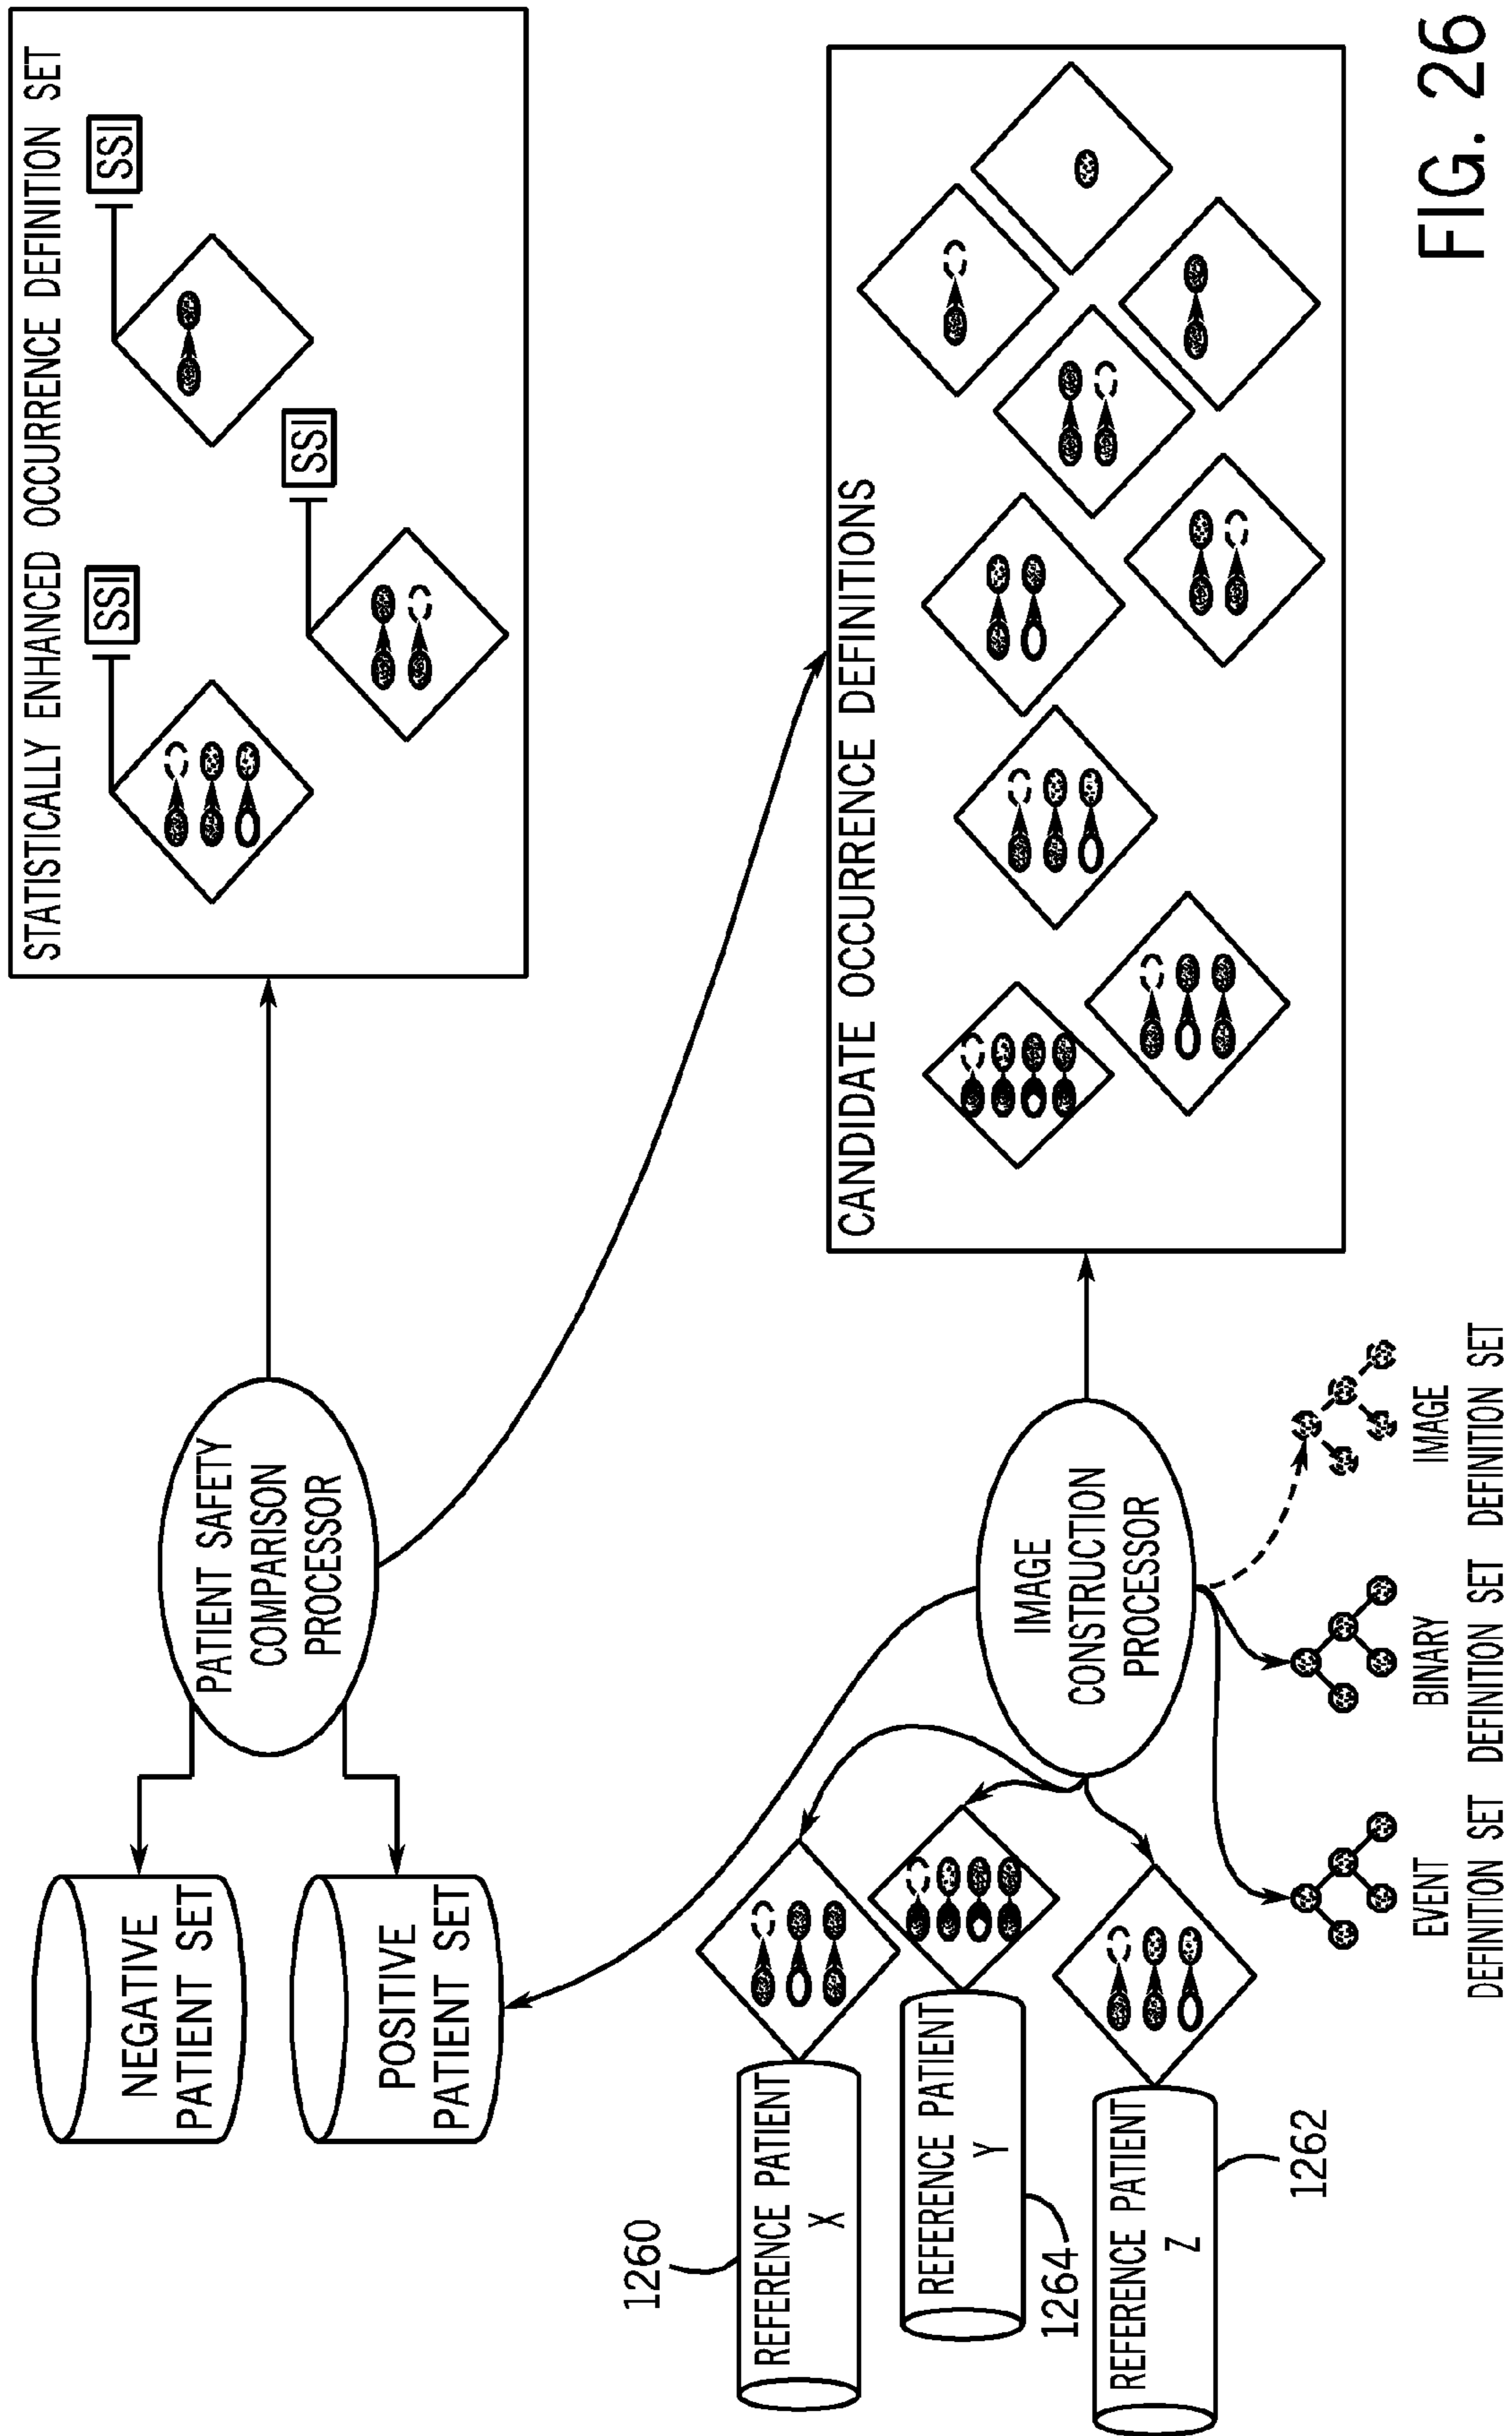 NEGATIVE
PATIENT SET
POSITIVE
PATIENT SET
PATIENT SAFETY
COMPARISON
PROCESSOR
STATISTICALLY ENHANCED OCCURRENCE DEFINITION SET
SSI
SSI
SSI
1260
REFERENCE PATIENT
X
REFERENCE PATIENT
Y
1264
REFERENCE PATIENT
Z
1262
IMAGE
CONSTRUCTION
PROCESSOR
CANDIDATE OCCURRENCE DEFINITIONS
EVENT
DEFINITION SET
BINARY
DEFINITION SET
IMAGE
DEFINITION SET
FIG. 26